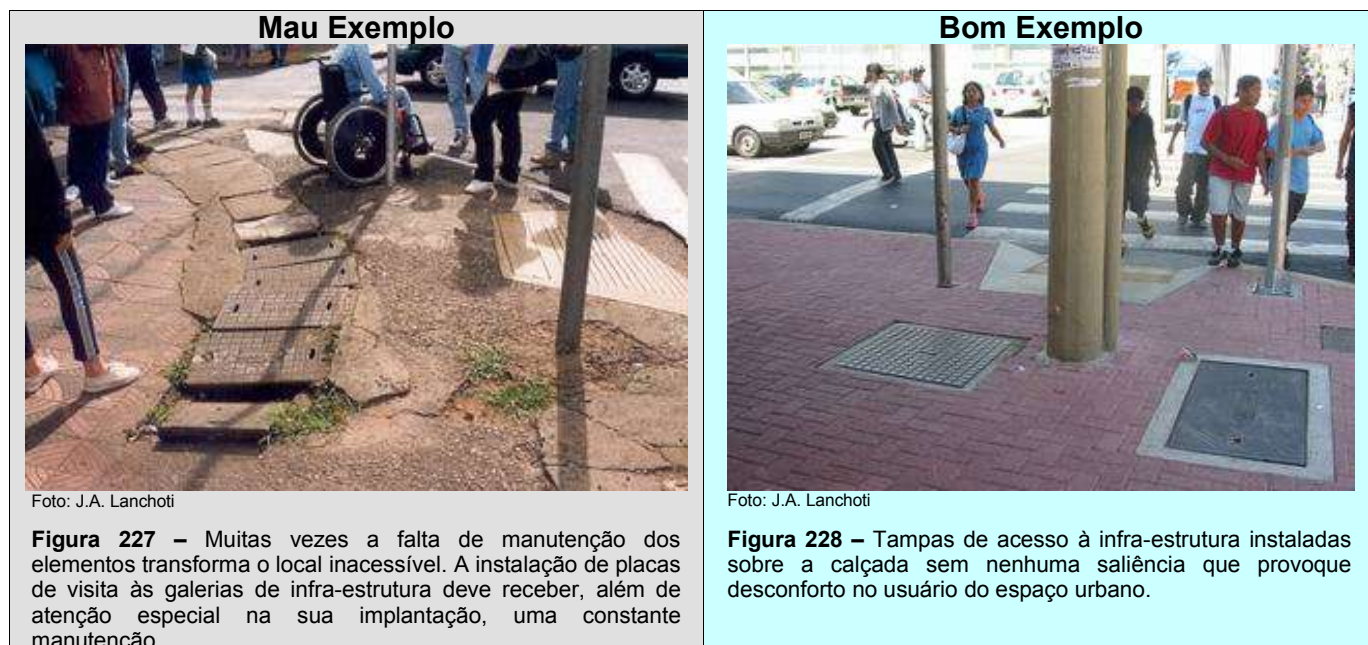 Mau Exemplo
Foto: J.A. Lanchoti
Figura 227 – Muitas vezes a falta de manutenção dos
elementos transforma o local inacessível. A instalação de placas
de visita às galerias de infra-estrutura deve receber, além de
atenção especial na sua implantação, uma constante
manutenção.
Bom Exemplo
Foto: J.A. Lanchoti
Figura 228 – Tampas de acesso à infra-estrutura instaladas
sobre a calçada sem nenhuma saliência que provoque
desconforto no usuário do espaço urbano.